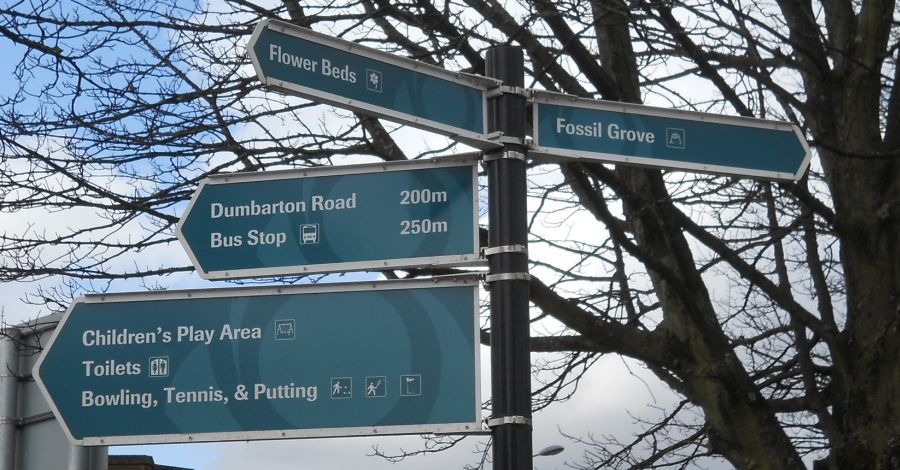 Flower Beds
Fossil Grove
Dumbarton Road 200m
Bus Stop 250m
Children's Play Area
Toilets
Bowling, Tennis, & Putting